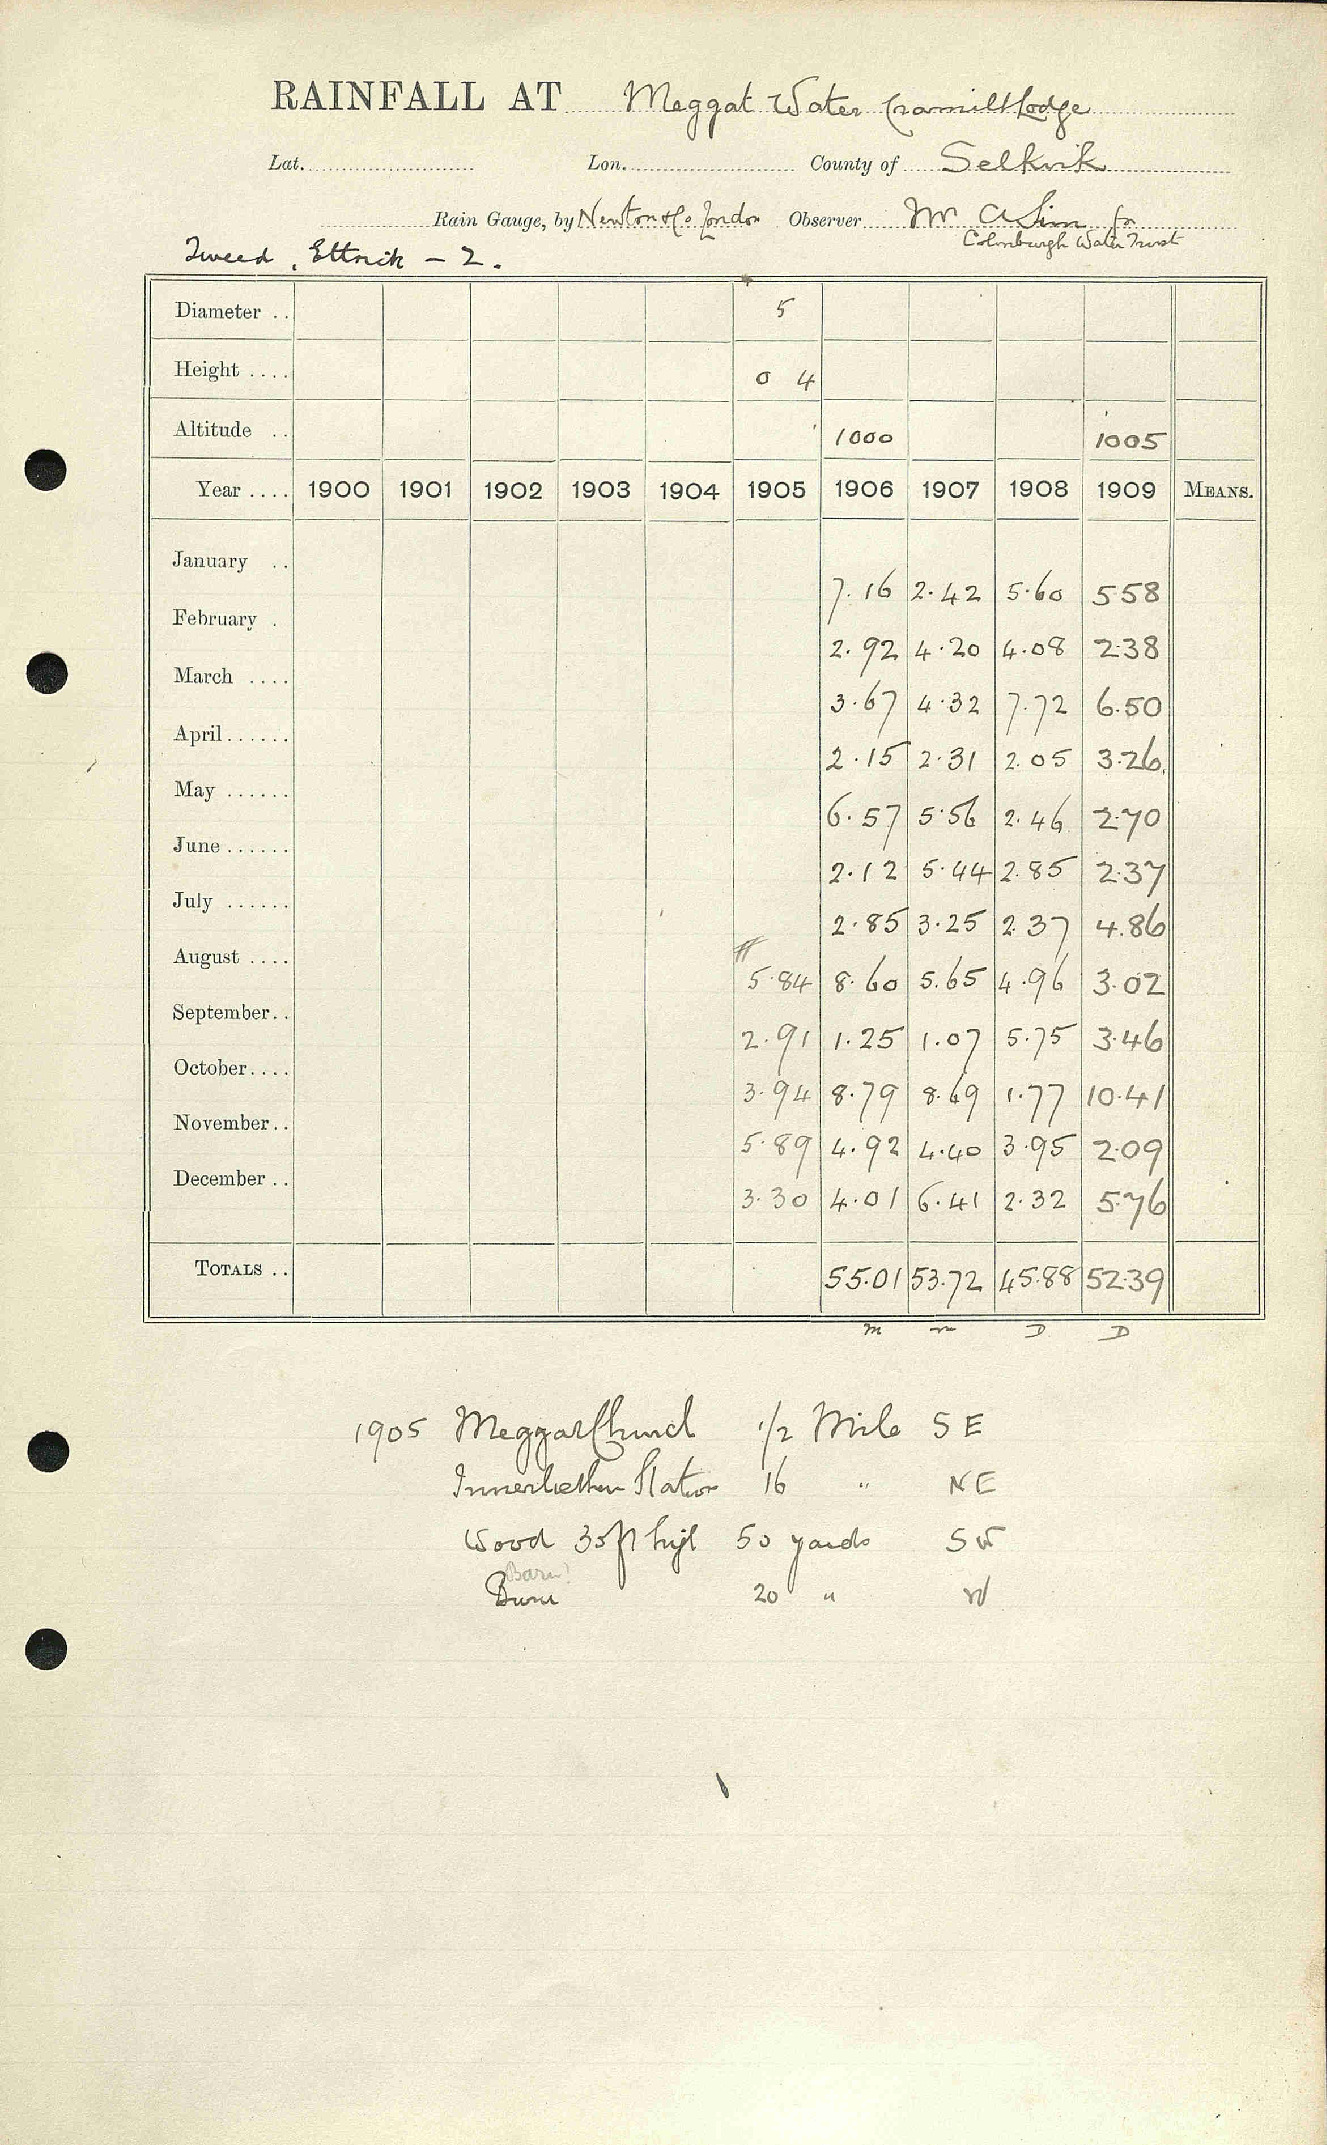 RAINFALL AT Meggat Water Cramilt Lodge
Lat. Lon. County of Selkirk
Rain Gauge, by Newton & Co London Observer Mr A Sim for
Edinburgh Water Trust
Tweed, Ettrick - 2.
Diameter .. 5
Height .... 0 4
Altitude .. 1000 1005
Year .... 1900 1901 1902 1903 1904 1905 1906 1907 1908 1909 MEANS.
January .. 7.16 2.42 5.60 5.58
February . 2.92 4.20 4.08 2.38
March .... 3.67 4.32 7.72 6.50
April...... 2.15 2.31 2.05 3.26
May ...... 6.57 5.56 2.46 2.70
June ...... 2.12 5.44 2.85 2.37
July ...... 2.85 3.25 2.37 4.86
August .... 5.84 8.60 5.65 4.96 3.02
September.. 2.91 1.25 1.07 5.75 3.46
October.... 3.94 8.79 8.69 1.77 10.41
November.. 5.89 4.92 4.40 3.95 2.09
December .. 3.30 4.01 6.41 2.32 5.76
TOTALS .. 55.01 53.72 45.88 52.39
m m D D
1905 Meggat Church 1/2 Mile S E
Innerleithen Station 16 " N E
Wood 35 ft high 50 yards S W
Barn?
Burn 20 " W